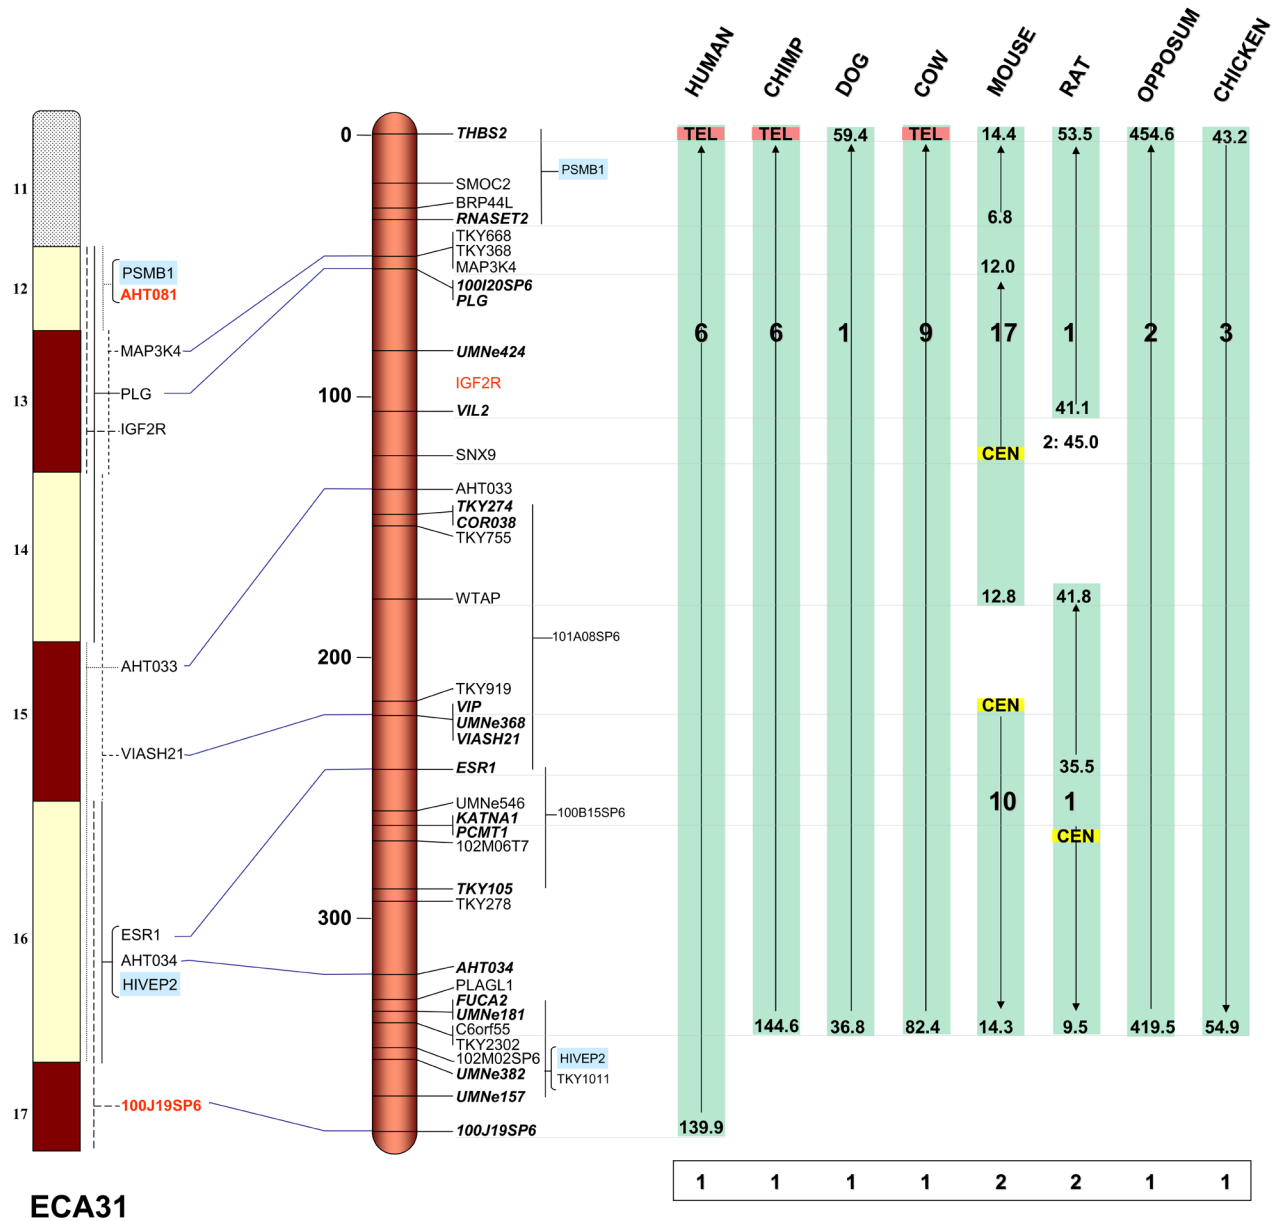 HUMAN
CHIMP
DOG
COW
MOUSE
RAT
OPPOSUM
CHICKEN
11
12
13
14
15
16
17
PSMB1
AHT081
MAP3K4
PLG
IGF2R
AHT033
VIASH21
ESR1
AHT034
HIVEP2
100J19SP6
ECA31
0
100
200
300
THBS2
SMOC2
BRP44L
RNASET2
TKY668
TKY368
MAP3K4
100I20SP6
PLG
UMNe424
IGF2R
VIL2
SNX9
AHT033
TKY274
COR038
TKY755
WTAP
TKY919
VIP
UMNe368
VIASH21
ESR1
UMNe546
KATNA1
PCMT1
102M06T7
TKY105
TKY278
AHT034
PLAGL1
FUCA2
UMNe181
C6orf55
TKY2302
102M02SP6
UMNe382
UMNe157
100J19SP6
PSMB1
101A08SP6
100B15SP6
HIVEP2
TKY1011
TEL
6
139.9
TEL
6
144.6
59.4
1
36.8
TEL
9
82.4
14.4
6.8
12.0
17
CEN
12.8
CEN
10
14.3
53.5
1
41.1
2: 45.0
41.8
35.5
1
CEN
9.5
454.6
2
419.5
43.2
3
54.9
1 1 1 1 2 2 1 1